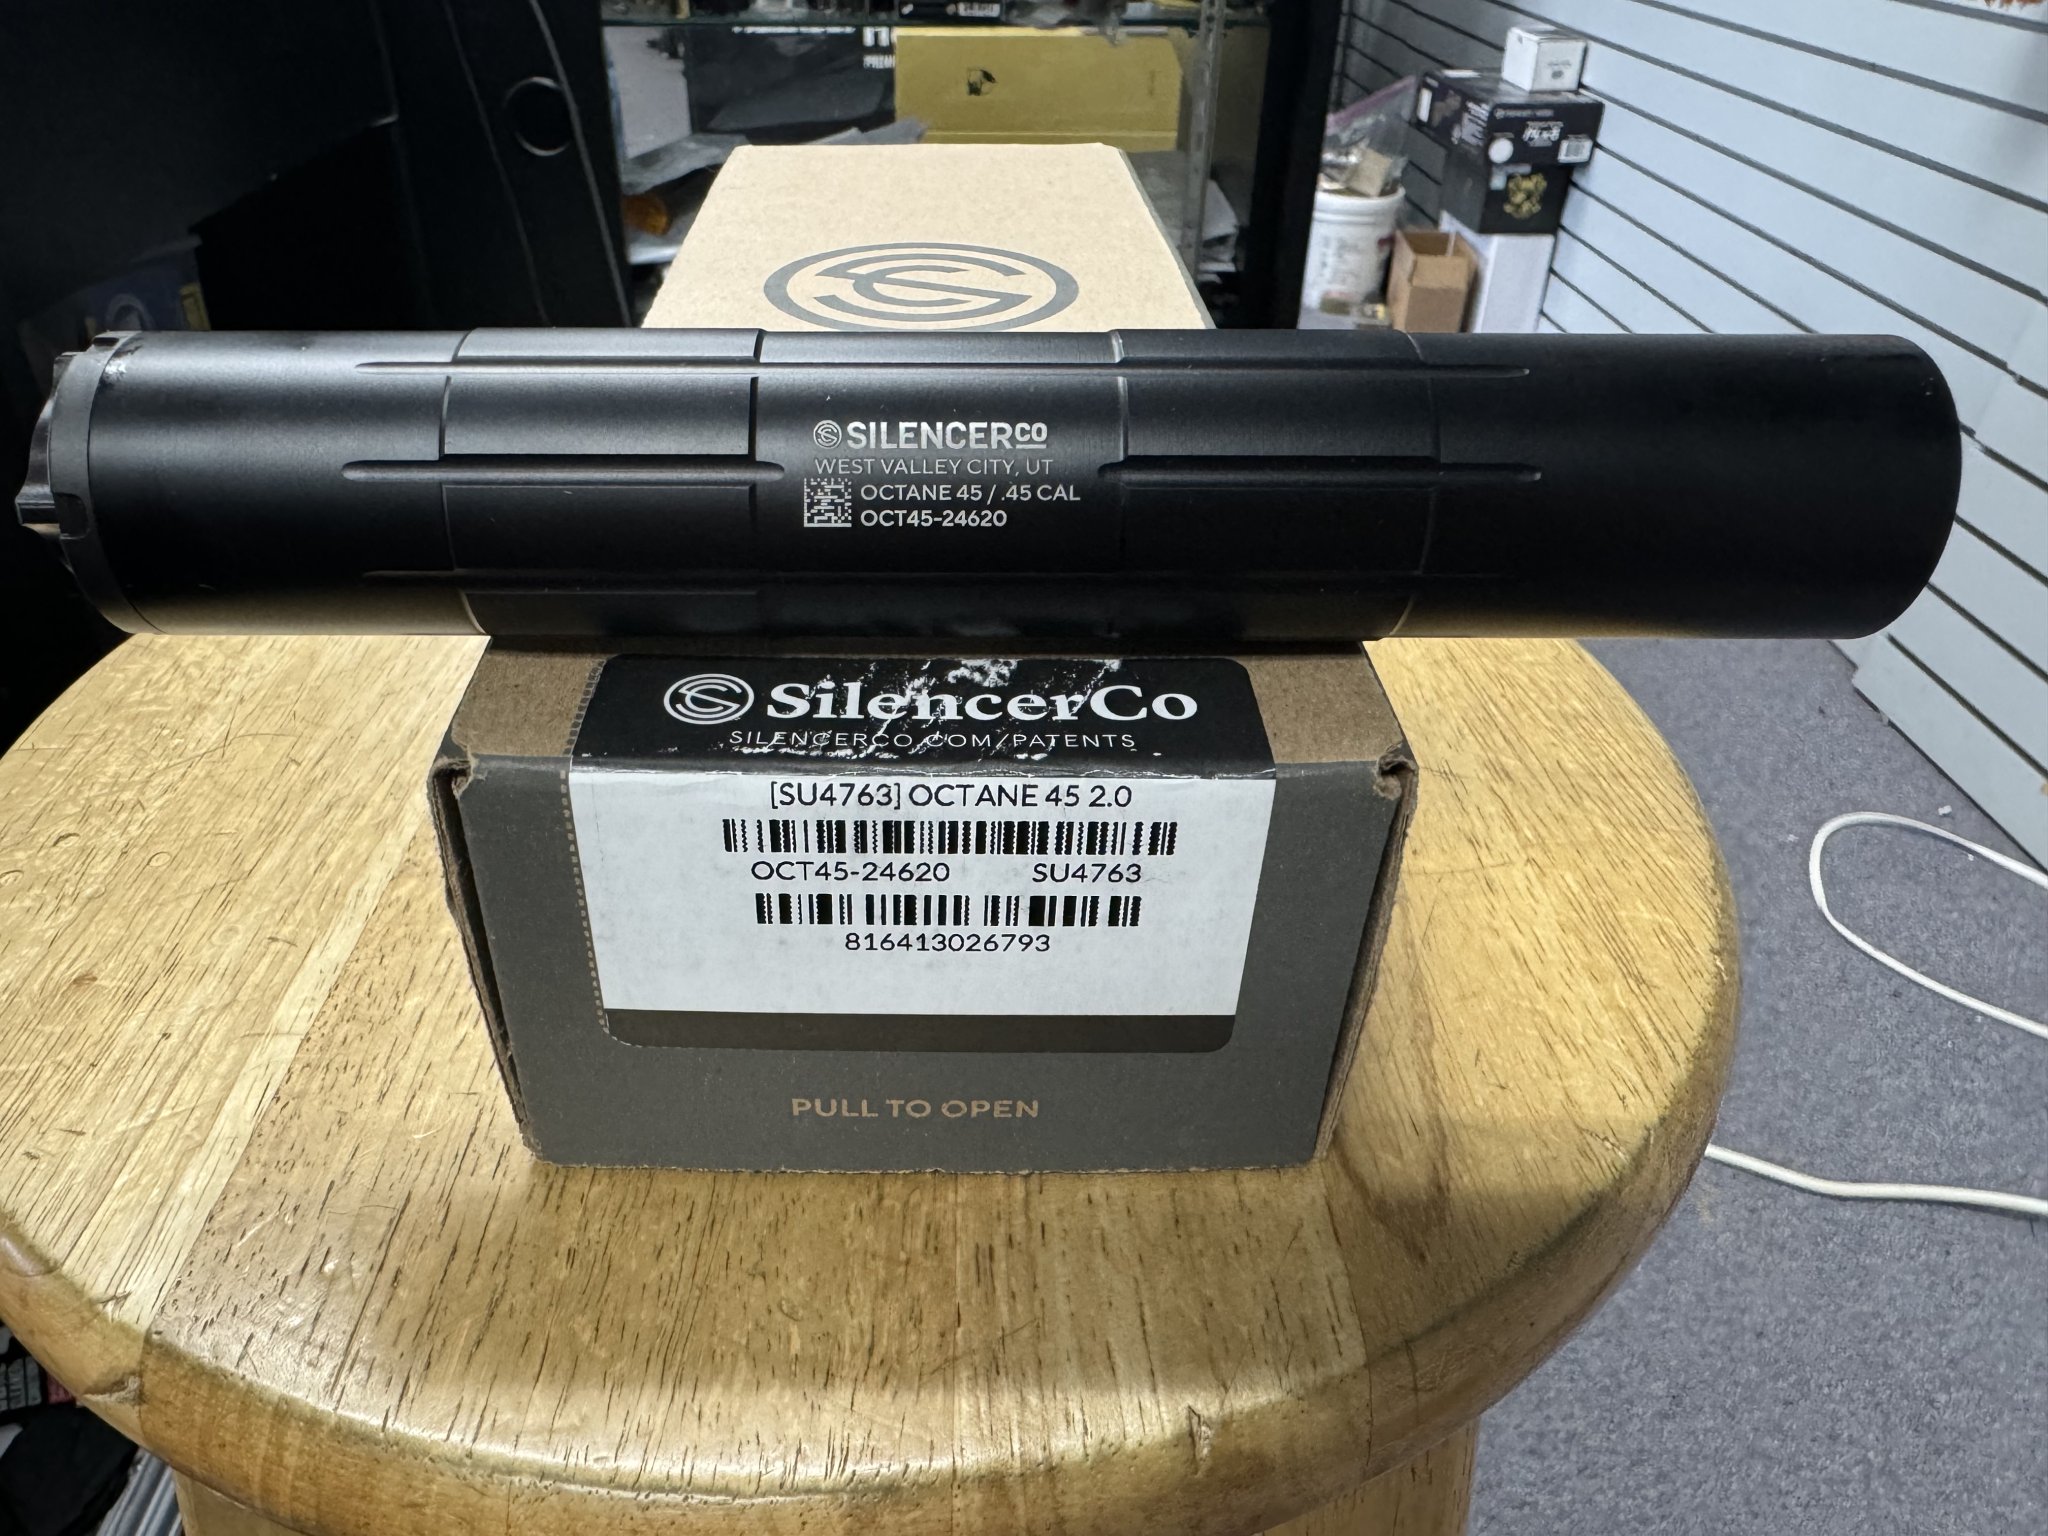 SILENCERCO
WEST VALLEY CITY, UT
OCTANE 45 / .45 CAL
OCT45-24620
SilencerCo
SILENCERCO.COM/PATENTS
[SU4763] OCTANE 45 2.0
OCT45-24620 SU4763
816413026793
PULL TO OPEN